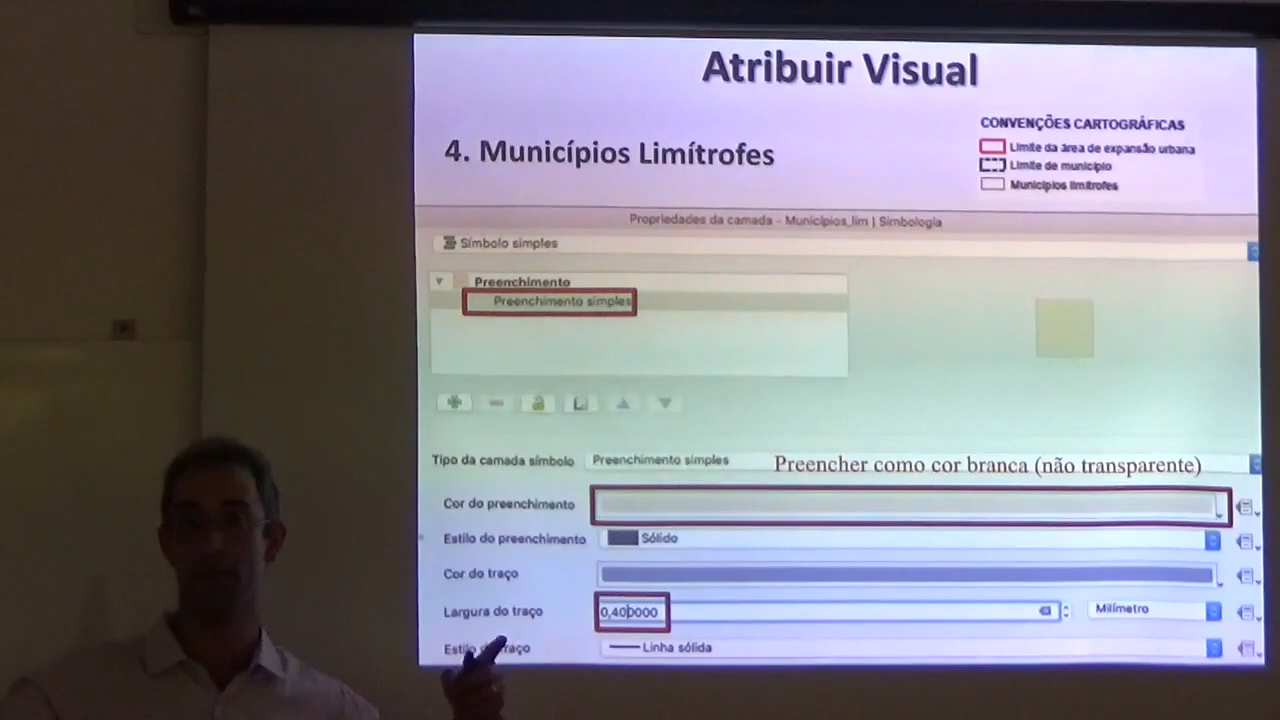 Atribuir Visual
4. Municípios Limítrofes
CONVENÇÕES CARTOGRÁFICAS
Limite da área de expansão urbana
Limite de município
Municípios limítrofes
Propriedades da camada - Municípios_lim | Simbologia
Símbolo simples
Preenchimento
Preenchimento simples
Tipo da camada símbolo Preenchimento simples
Preencher como cor branca (não transparente)
Cor do preenchimento
Estilo do preenchimento Sólido
Cor do traço
Largura do traço 0,400000 Milímetro
Estilo traço Linha sólida